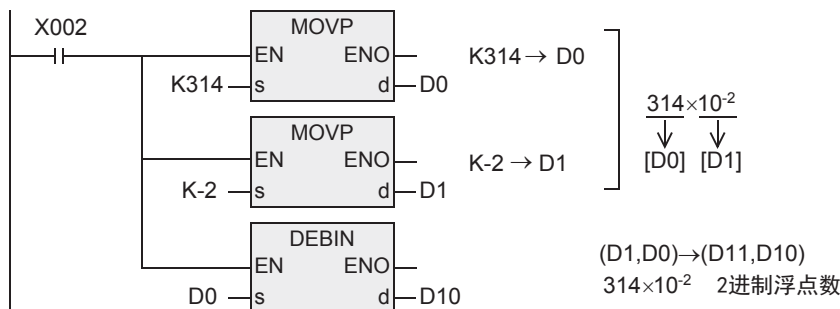 X002
MOVP
EN ENO
K314 s d D0
K314 → D0
MOVP
EN ENO
K-2 s d D1
K-2 → D1
314×10-2
[D0] [D1]
DEBIN
EN ENO
D0 s d D10
(D1,D0)→(D11,D10)
314×10-2 2进制浮点数